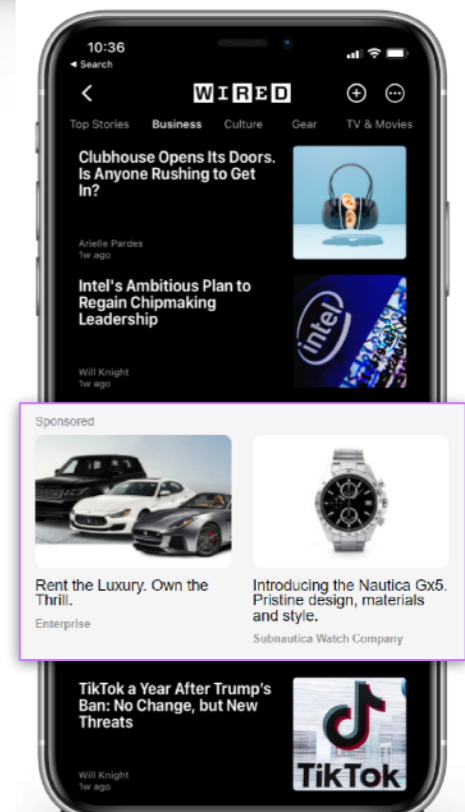 10:36
◄ Search
WIRED
Top Stories Business Culture Gear TV & Movies
Clubhouse Opens Its Doors.
Is Anyone Rushing to Get
In?
Arielle Pardes
1w ago
Intel's Ambitious Plan to
Regain Chipmaking
Leadership
Will Knight
1w ago
intel
Sponsored
Rent the Luxury. Own the
Thrill.
Enterprise
Introducing the Nautica Gx5.
Pristine design, materials
and style.
Subnautica Watch Company
TikTok a Year After Trump's
Ban: No Change, but New
Threats
Will Knight
1w ago
TikTok